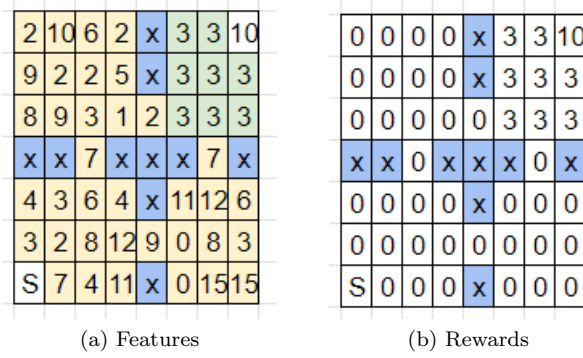 2 10 6 2 x 3 3 10
9 2 2 5 x 3 3 3
8 9 3 1 2 3 3 3
x x 7 x x x 7 x
4 3 6 4 x 11 12 6
3 2 8 12 9 0 8 3
S 7 4 11 x 0 15 15
(a) Features
0 0 0 0 x 3 3 10
0 0 0 0 x 3 3 3
0 0 0 0 0 3 3 3
x x 0 x x x 0 x
0 0 0 0 x 0 0 0
0 0 0 0 0 0 0 0
S 0 0 0 x 0 0 0
(b) Rewards